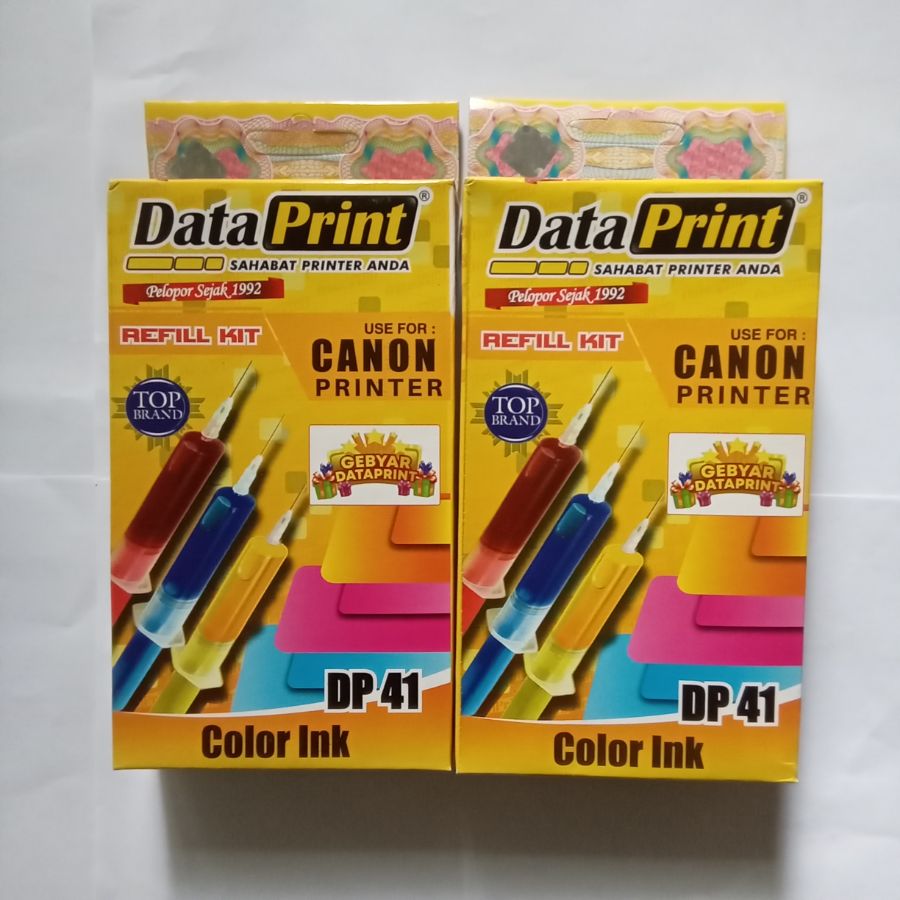 DataPrint®
SAHABAT PRINTER ANDA
Pelopor Sejak 1992
REFILL KIT
USE FOR :
CANON
PRINTER
TOP
BRAND
GEBYAR
DATAPRINT
DP 41
Color Ink
DataPrint®
SAHABAT PRINTER ANDA
Pelopor Sejak 1992
REFILL KIT
USE FOR :
CANON
PRINTER
TOP
BRAND
GEBYAR
DATAPRINT
DP 41
Color Ink